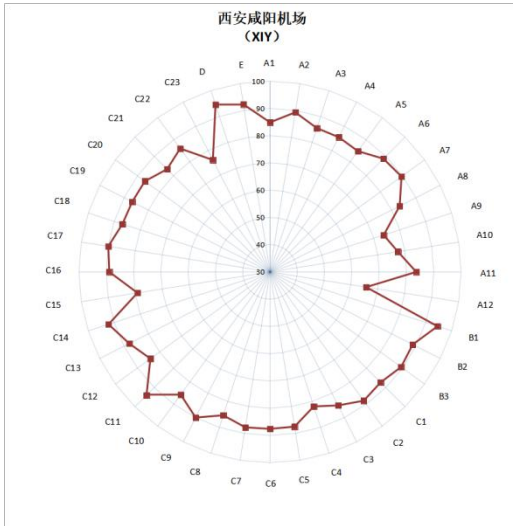 西安咸阳机场
（XIY）
A1
A2
A3
A4
A5
A6
A7
A8
A9
A10
A11
A12
B1
B2
B3
C1
C2
C3
C4
C5
C6
C7
C8
C9
C10
C11
C12
C13
C14
C15
C16
C17
C18
C19
C20
C21
C22
C23
D
E
100
90
80
70
60
50
40
30